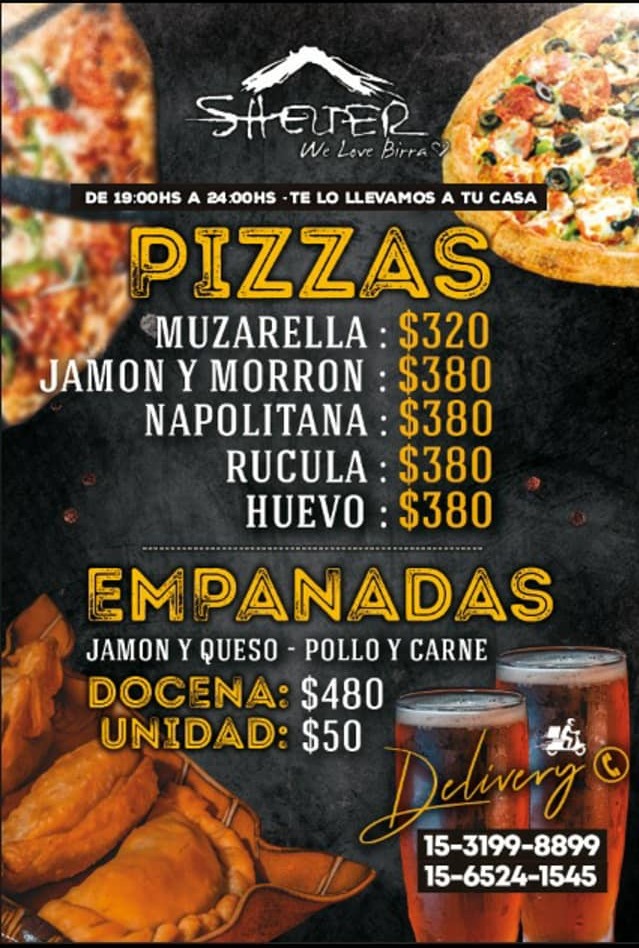 SHELTER
We Love Birra
DE 19:00HS A 24:00HS - TE LO LLEVAMOS A TU CASA
PIZZAS
MUZARELLA : $320
JAMON Y MORRON : $380
NAPOLITANA : $380
RUCULA : $380
HUEVO : $380
EMPANADAS
JAMON Y QUESO - POLLO Y CARNE
DOCENA: $480
UNIDAD: $50
Delivery
15-3199-8899
15-6524-1545